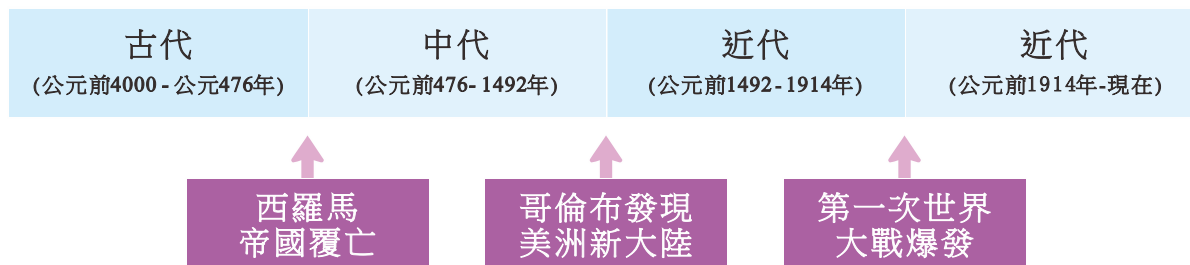 古代
(公元前4000 - 公元476年)
中代
(公元前476- 1492年)
近代
(公元前1492 - 1914年)
近代
(公元前1914年-現在)
西羅馬
帝國覆亡
哥倫布發現
美洲新大陸
第一次世界
大戰爆發